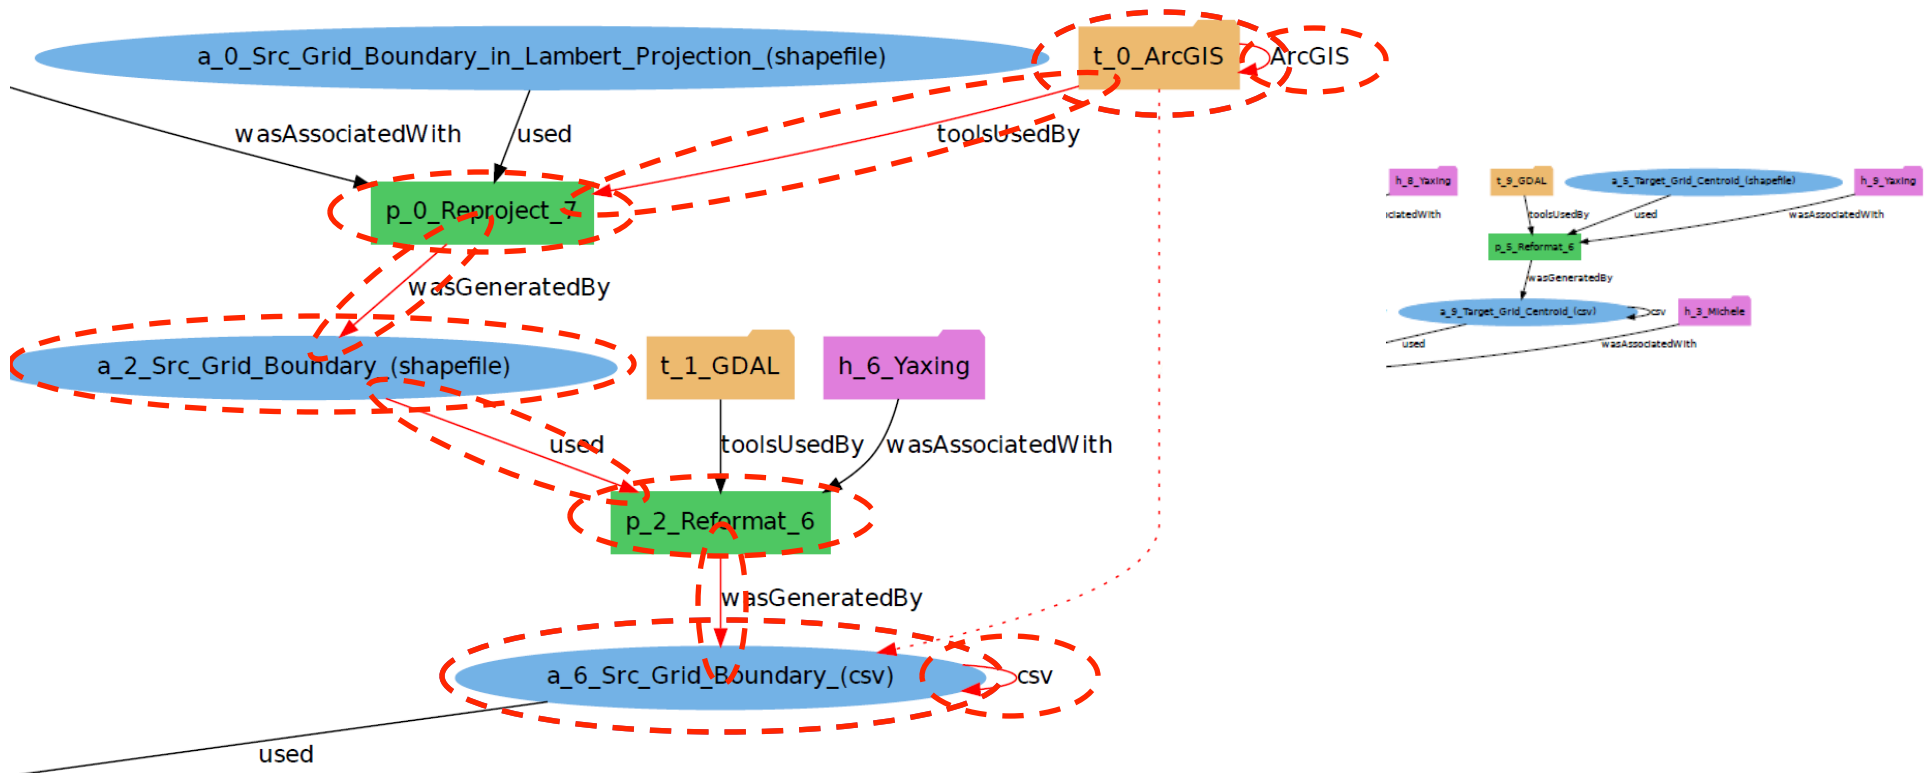 a_0_Src_Grid_Boundary_in_Lambert_Projection_(shapefile)
t_0_ArcGIS
ArcGIS
wasAssociatedWith
used
toolsUsedBy
p_0_Reproject_7
wasGeneratedBy
a_2_Src_Grid_Boundary_(shapefile)
t_1_GDAL
h_6_Yaxing
used
toolsUsedBy
wasAssociatedWith
p_2_Reformat_6
wasGeneratedBy
a_6_Src_Grid_Boundary_(csv)
csv
used
h_8_Yaxing
t_9_GDAL
a_5_Target_Grid_Centroid_(shapefile)
h_9_Yaxing
ociatedWith
toolsUsedBy
used
wasAssociatedWith
p_5_Reformat_6
wasGeneratedBy
a_9_Target_Grid_Centroid_(csv)
csv
h_3_Michele
used
wasAssociatedWith